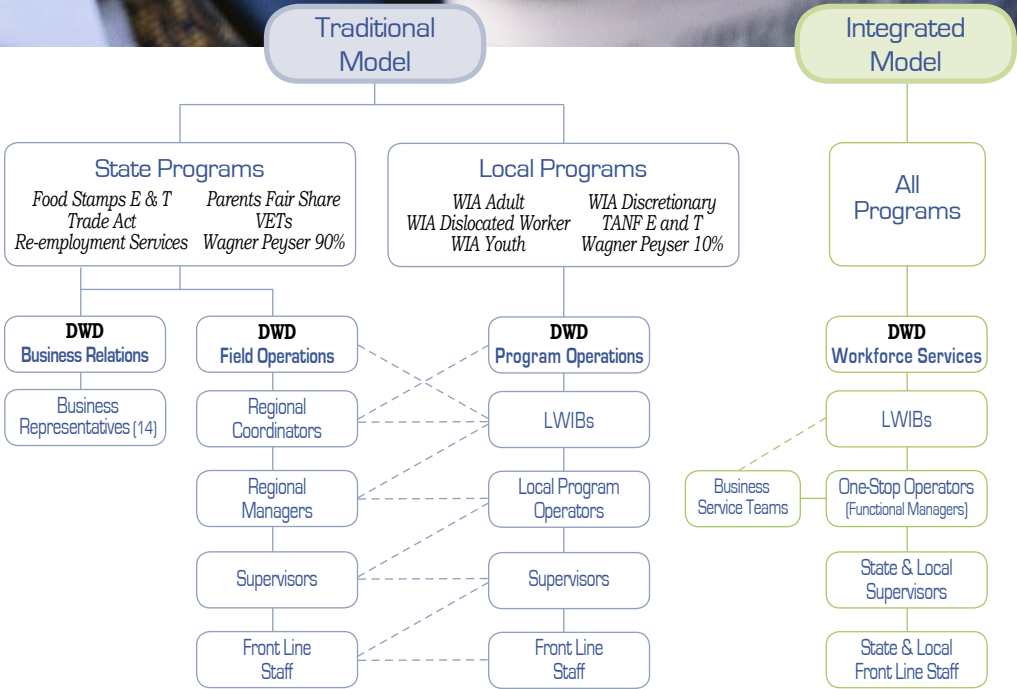 Traditional
Model
Integrated
Model
State Programs
Food Stamps E & T
Trade Act
Re-employment Services
Parents Fair Share
VETs
Wagner Peyser 90%
Local Programs
WIA Adult
WIA Dislocated Worker
WIA Youth
WIA Discretionary
TANF E and T
Wagner Peyser 10%
All
Programs
DWD
Business Relations
DWD
Field Operations
DWD
Program Operations
DWD
Workforce Services
Business
Representatives (14)
Regional
Coordinators
LWIBs
LWIBs
Regional
Managers
Local Program
Operators
Business
Service Teams
One-Stop Operators
(Functional Managers)
Supervisors
Supervisors
State & Local
Supervisors
Front Line
Staff
Front Line
Staff
State & Local
Front Line Staff